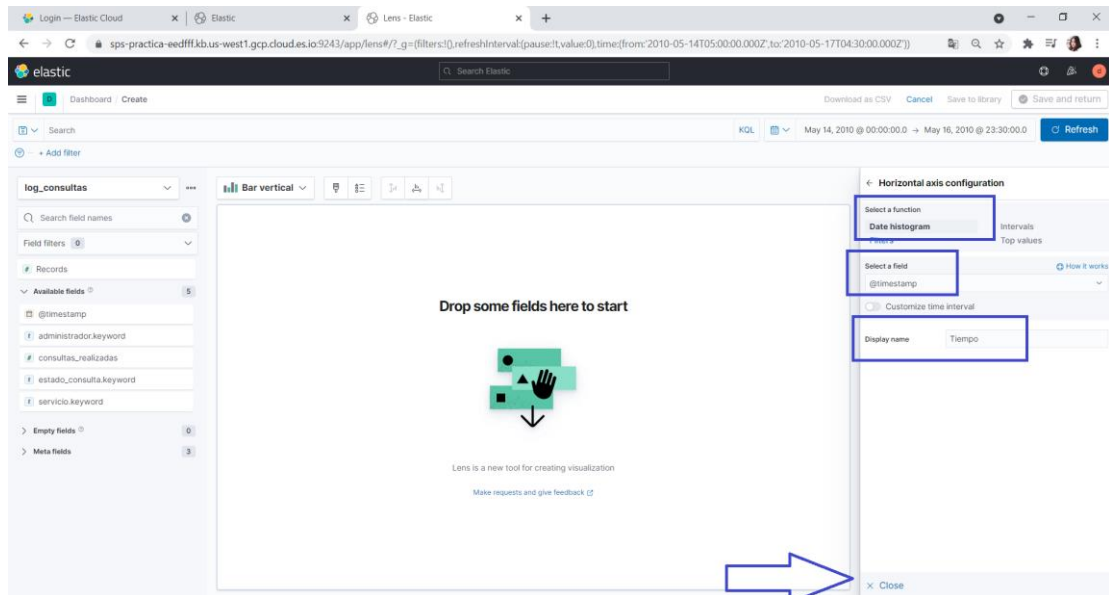 Login — Elastic Cloud
Elastic
Lens - Elastic
sps-practica-eedfff.kb.us-west1.gcp.cloud.es.io:9243/app/lens#/?_g=(filters:!(),refreshInterval:(pause:!t,value:0),time:(from:'2010-05-14T05:00:00.000Z',to:'2010-05-17T04:30:00.000Z'))
elastic
Search Elastic
D
Dashboard
Create
Download as CSV
Cancel
Save to library
Save and return
Search
KQL
May 14, 2010 @ 00:00:00.0 → May 16, 2010 @ 23:30:00.0
Refresh
+ Add filter
log_consultas
Bar vertical
Horizontal axis configuration
Search field names
Field filters 0
Records
Available fields 5
@timestamp
administrador.keyword
consultas_realizadas
estado_consulta.keyword
servicio.keyword
Empty fields 0
Meta fields 3
Drop some fields here to start
Lens is a new tool for creating visualization
Make requests and give feedback
Select a function
Date histogram
Intervals
Filters
Top values
Select a field
How it works
@timestamp
Customize time interval
Display name
Tiempo
× Close